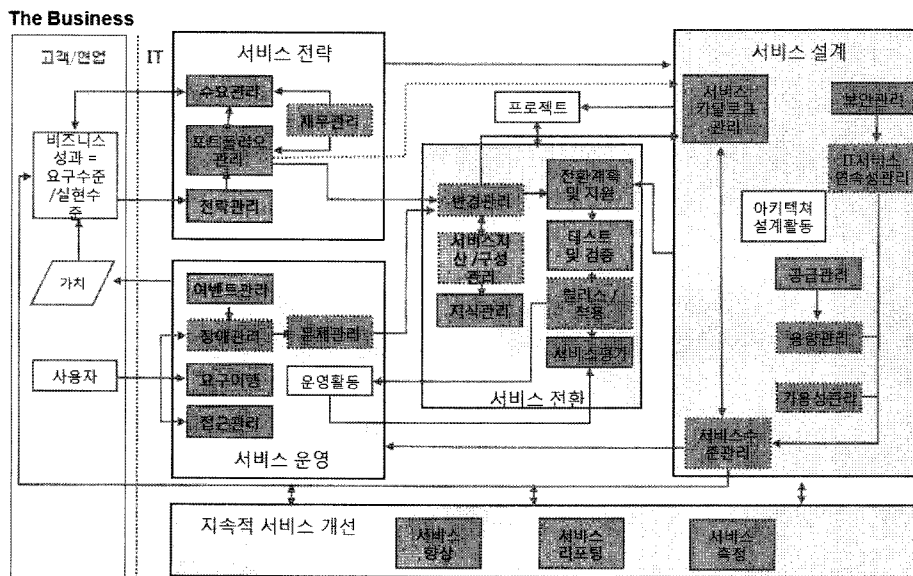 The Business
고객/현업
IT
서비스 전략
서비스 설계
수요관리
재무관리
포트폴리오
관리
전략관리
비즈니스
성과 =
요구수준
/실현수
준
가치
사용자
프로젝트
서비스
카탈로그
관리
보안관리
IT서비스
연속성관리
아키텍쳐
설계활동
공급관리
용량관리
가용성관리
서비스수
준관리
변경관리
전환계획
및 지원
서비스자
산 /구성
관리
테스트
및 검증
지식관리
릴리스 /
적용
서비스평가
서비스 전환
이벤트관리
장애관리
문제관리
요구이행
운영활동
접근관리
서비스 운영
지속적 서비스 개선
서비스
향상
서비스
리포팅
서비스
측정